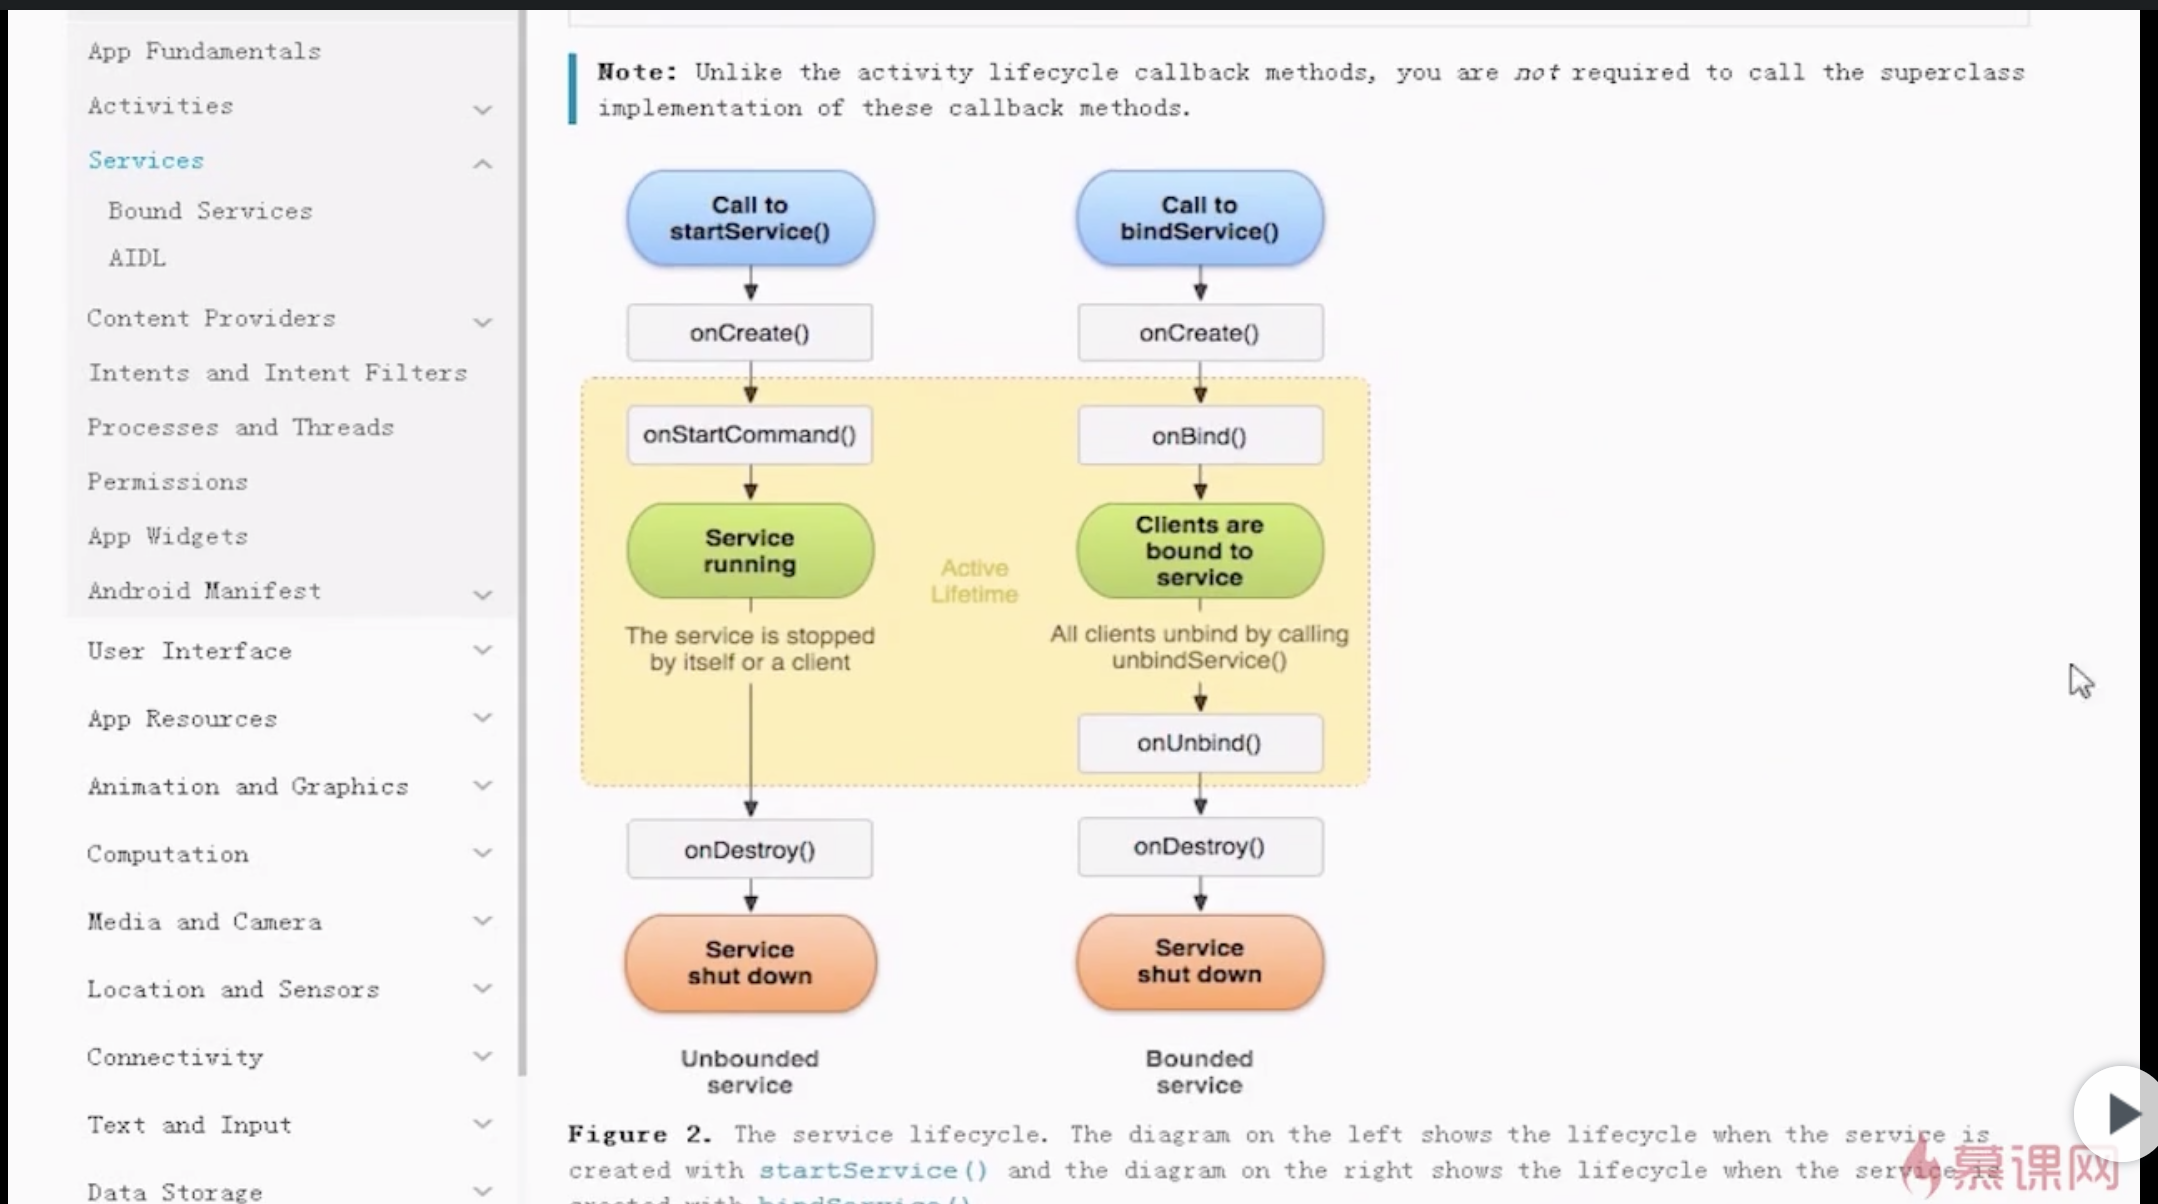 App Fundamentals
Activities
Services
Bound Services
AIDL
Content Providers
Intents and Intent Filters
Processes and Threads
Permissions
App Widgets
Android Manifest
User Interface
App Resources
Animation and Graphics
Computation
Media and Camera
Location and Sensors
Connectivity
Text and Input
Data Storage
Note: Unlike the activity lifecycle callback methods, you are not required to call the superclass
implementation of these callback methods.
Call to
startService()
onCreate()
onStartCommand()
Service
running
The service is stopped
by itself or a client
onDestroy()
Service
shut down
Unbounded
service
Active
Lifetime
Call to
bindService()
onCreate()
onBind()
Clients are
bound to
service
All clients unbind by calling
unbindService()
onUnbind()
onDestroy()
Service
shut down
Bounded
service
Figure 2. The service lifecycle. The diagram on the left shows the lifecycle when the service is
created with startService() and the diagram on the right shows the lifecycle when the service is
created with bindService().
慕课网